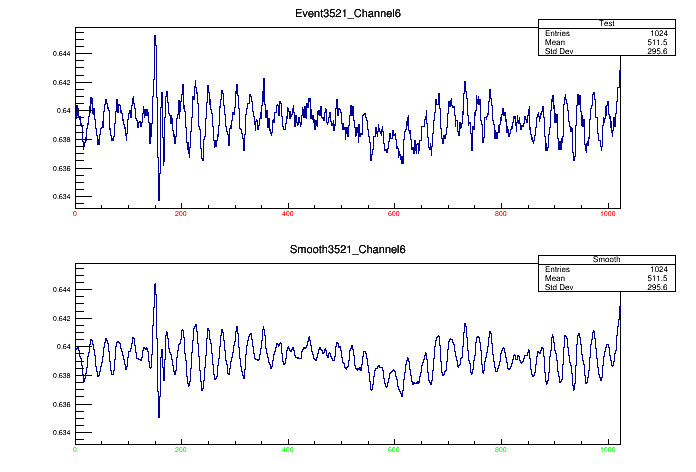 Event3521_Channel6
Test
Entries 1024
Mean 511.5
Std Dev 295.6
0.644
0.642
0.64
0.638
0.636
0.634
0 200 400 600 800 1000
Smooth3521_Channel6
Smooth
Entries 1024
Mean 511.5
Std Dev 295.6
0.644
0.642
0.64
0.638
0.636
0.634
0 200 400 600 800 1000